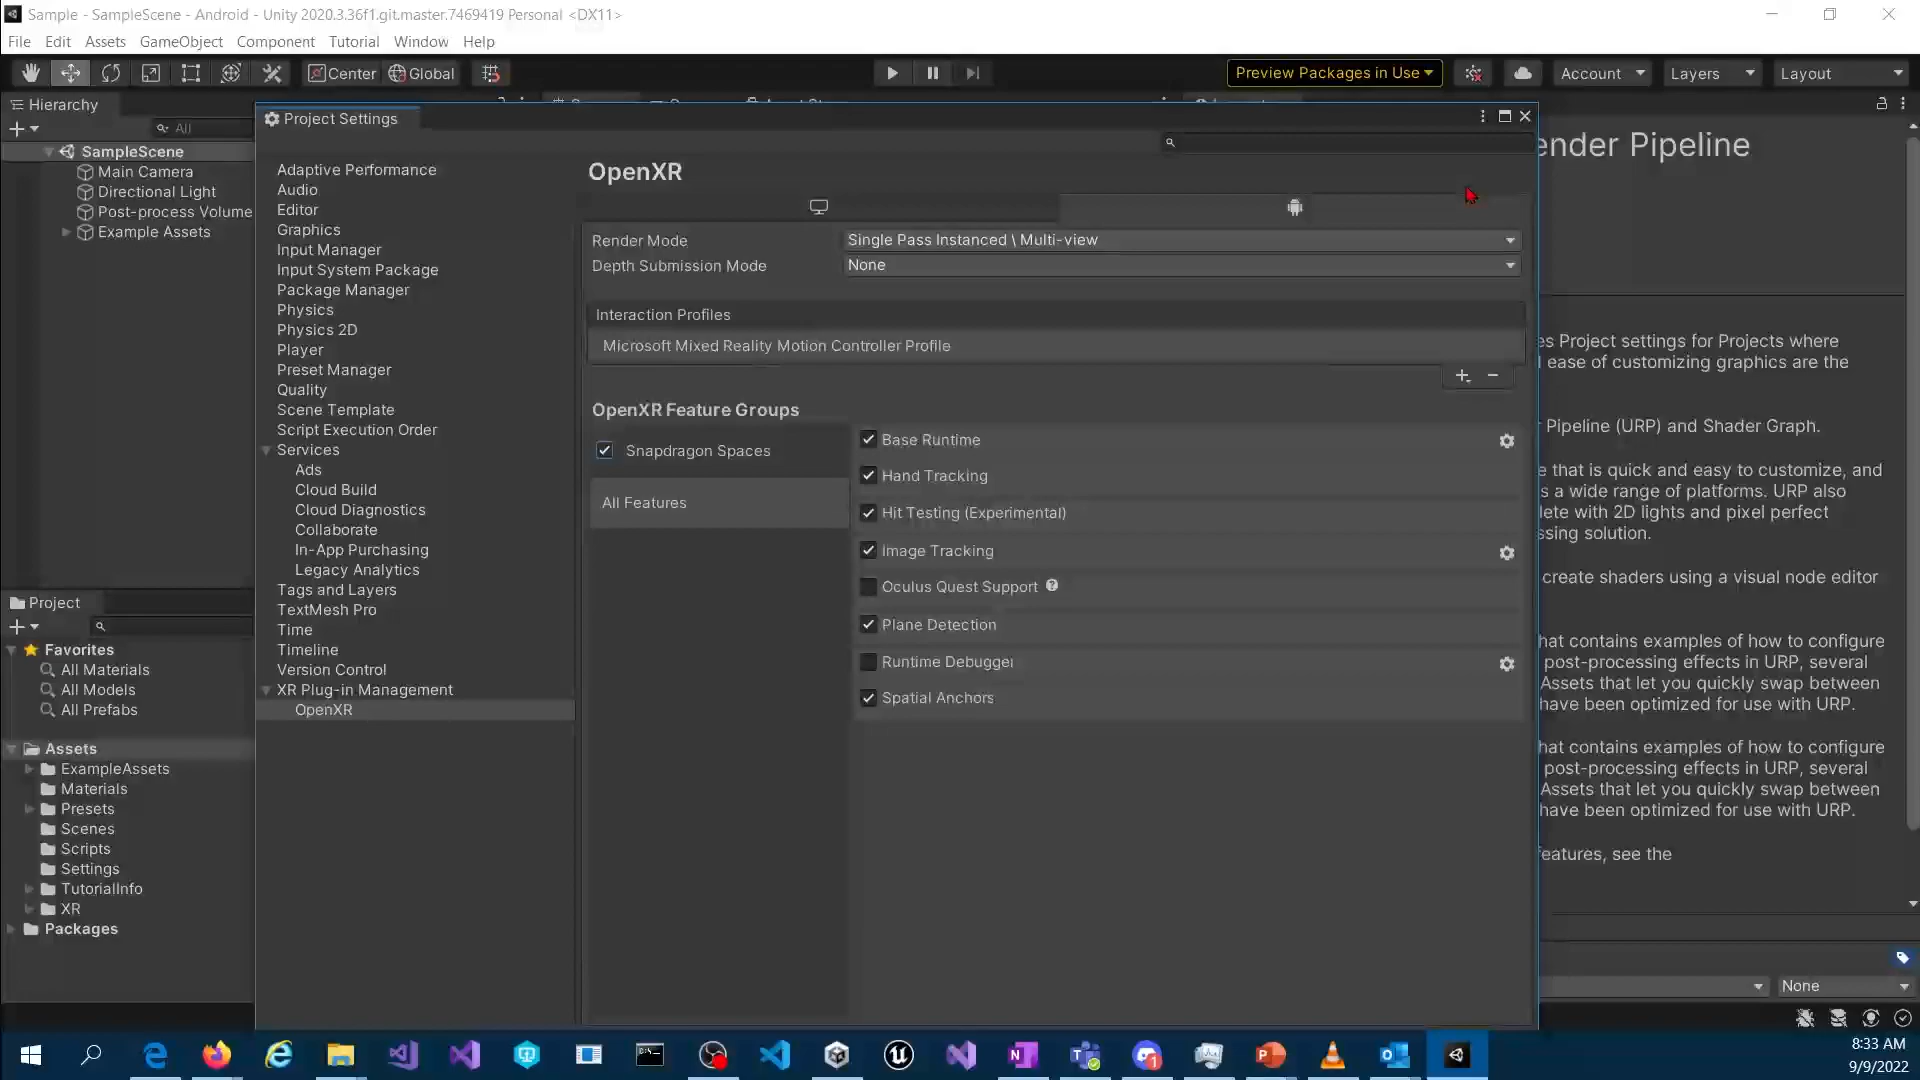 Sample - SampleScene - Android - Unity 2020.3.36f1.git.master.7469419 Personal <DX11>
File Edit Assets GameObject Component Tutorial Window Help
Center Global Preview Packages in Use Account Layers Layout
Hierarchy
All
SampleScene
Main Camera
Directional Light
Post-process Volume
Example Assets
Project Settings
Adaptive Performance
Audio
Editor
Graphics
Input Manager
Input System Package
Package Manager
Physics
Physics 2D
Player
Preset Manager
Quality
Scene Template
Script Execution Order
Services
Ads
Cloud Build
Cloud Diagnostics
Collaborate
In-App Purchasing
Legacy Analytics
Tags and Layers
TextMesh Pro
Time
Timeline
Version Control
XR Plug-in Management
OpenXR
OpenXR
Render Mode Single Pass Instanced \ Multi-view
Depth Submission Mode None
Interaction Profiles
Microsoft Mixed Reality Motion Controller Profile
OpenXR Feature Groups
Snapdragon Spaces
All Features
Base Runtime
Hand Tracking
Hit Testing (Experimental)
Image Tracking
Oculus Quest Support
Plane Detection
Runtime Debugger
Spatial Anchors
ender Pipeline
es Project settings for Projects where
ease of customizing graphics are the
Pipeline (URP) and Shader Graph.
e that is quick and easy to customize, and
s a wide range of platforms. URP also
lete with 2D lights and pixel perfect
ssing solution.
create shaders using a visual node editor
hat contains examples of how to configure
post-processing effects in URP, several
Assets that let you quickly swap between
have been optimized for use with URP.
hat contains examples of how to configure
post-processing effects in URP, several
Assets that let you quickly swap between
have been optimized for use with URP.
features, see the
None
Project
Favorites
All Materials
All Models
All Prefabs
Assets
ExampleAssets
Materials
Presets
Scenes
Scripts
Settings
TutorialInfo
XR
Packages
8:33 AM
9/9/2022